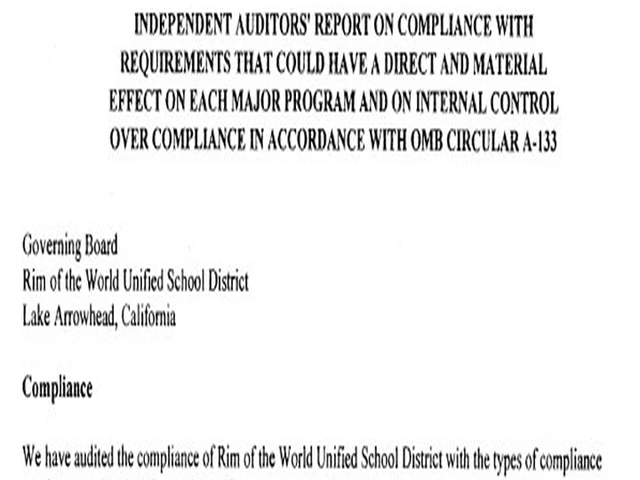 INDEPENDENT AUDITORS' REPORT ON COMPLIANCE WITH
REQUIREMENTS THAT COULD HAVE A DIRECT AND MATERIAL
EFFECT ON EACH MAJOR PROGRAM AND ON INTERNAL CONTROL
OVER COMPLIANCE IN ACCORDANCE WITH OMB CIRCULAR A-133
Governing Board
Rim of the World Unified School District
Lake Arrowhead, California
Compliance
We have audited the compliance of Rim of the World Unified School District with the types of compliance